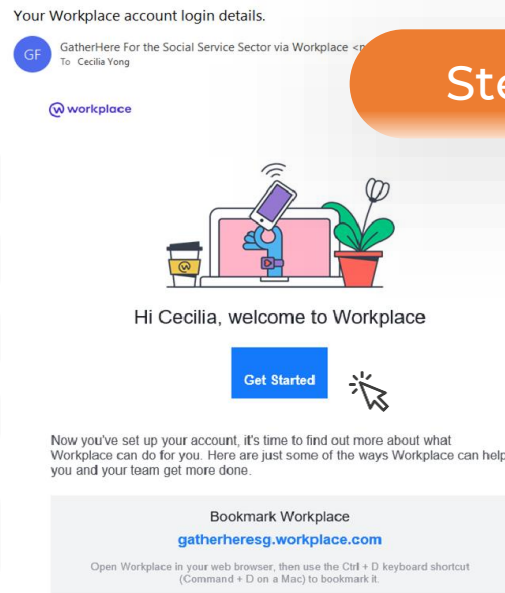 Your Workplace account login details.
GF
GatherHere For the Social Service Sector via Workplace
To Cecilia Yong
workplace
Hi Cecilia, welcome to Workplace
Get Started
Now you've set up your account, it's time to find out more about what
Workplace can do for you. Here are just some of the ways Workplace can help
you and your team get more done.
Bookmark Workplace
gatherheresg.workplace.com
Open Workplace in your web browser, then use the Ctrl + D keyboard shortcut
(Command + D on a Mac) to bookmark it.